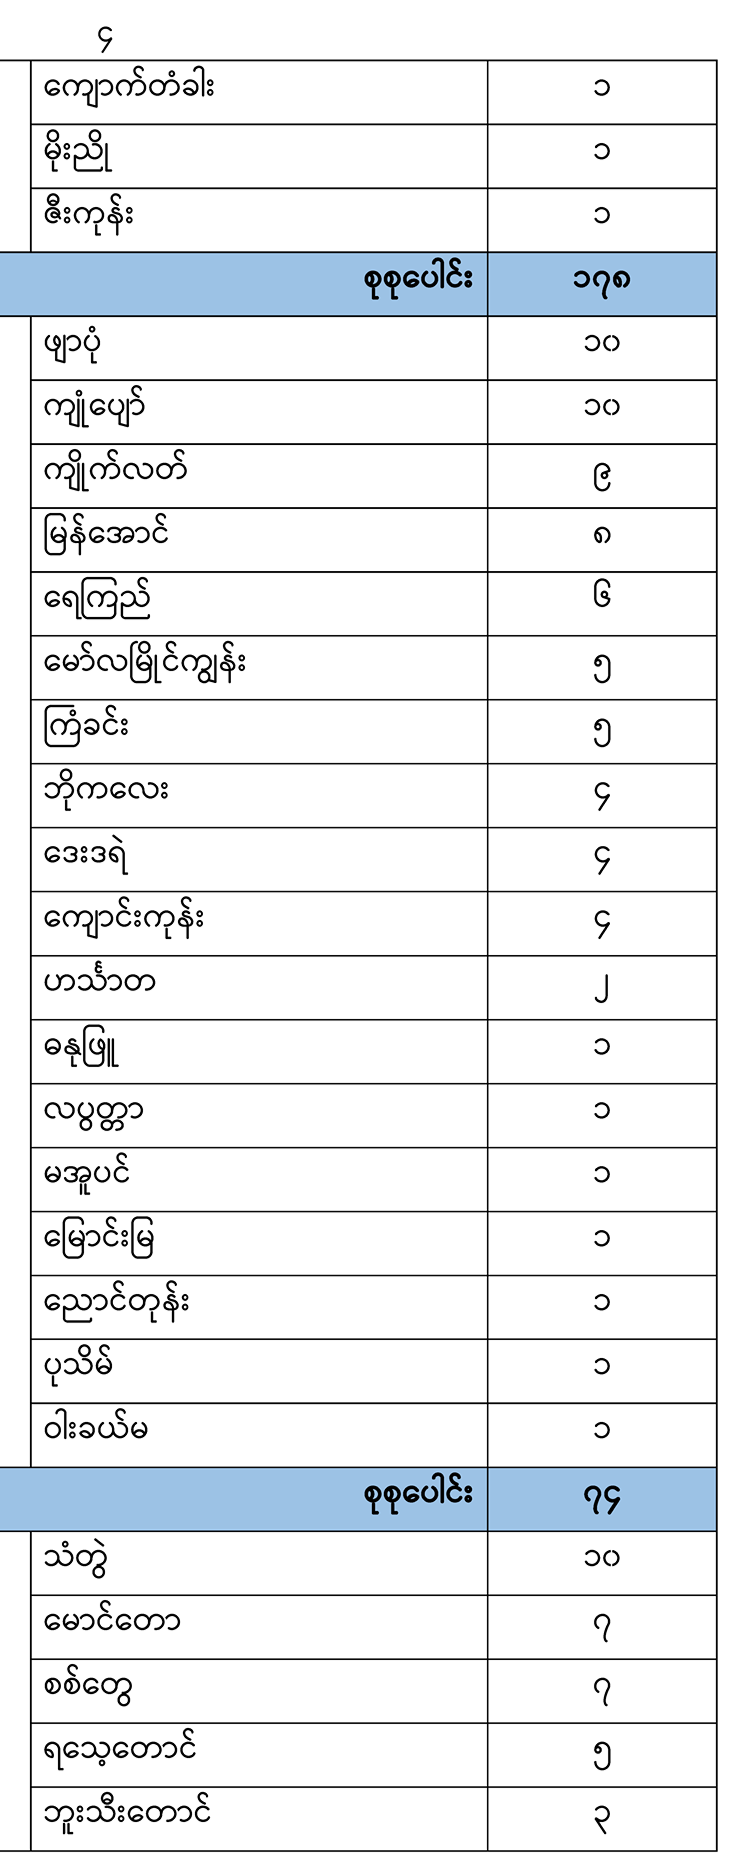 ၄
ကျောက်တံခါး ၁
မိုးညို ၁
ဇီးကုန်း ၁
စုစုပေါင်း ၁၇၈
ဖျာပုံ ၁၀
ကျုံပျော် ၁၀
ကျိုက်လတ် ၉
မြန်အောင် ၈
ရေကြည် ၆
မော်လမြိုင်ကျွန်း ၅
ကြံခင်း ၅
ဘိုကလေး ၄
ဒေးဒရဲ ၄
ကျောင်းကုန်း ၄
ဟင်္သာတ ၂
ဓနုဖြူ ၁
လပွတ္တာ ၁
မအူပင် ၁
မြောင်းမြ ၁
ညောင်တုန်း ၁
ပုသိမ် ၁
ဝါးခယ်မ ၁
စုစုပေါင်း ၇၄
သံတွဲ ၁၀
မောင်တော ၇
စစ်တွေ ၇
ရသေ့တောင် ၅
ဘူးသီးတောင် ၃